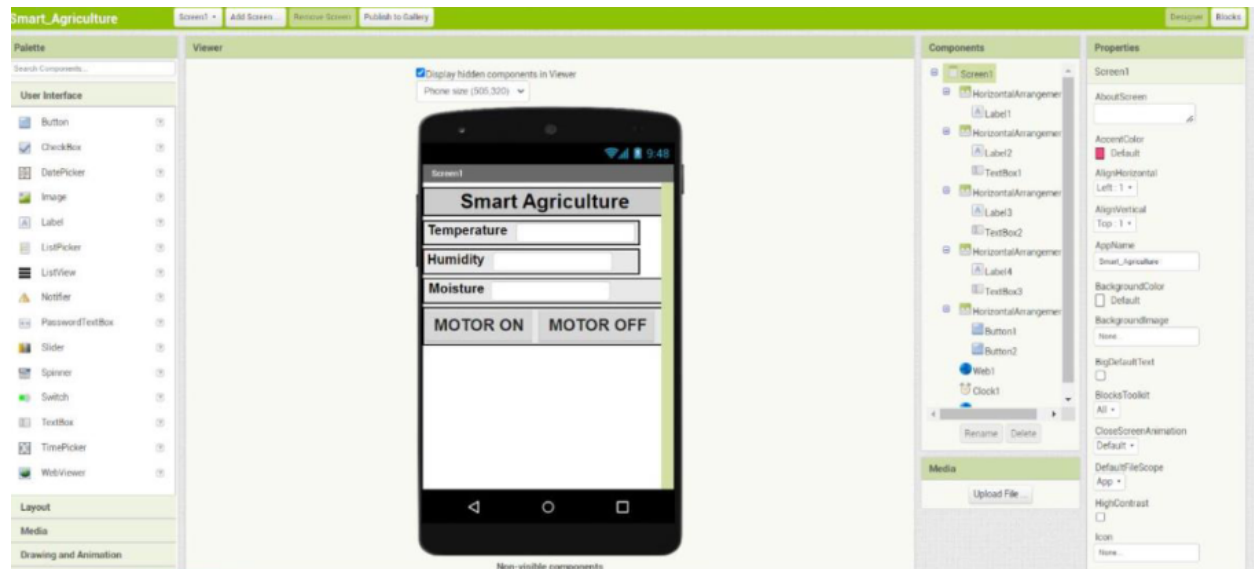 Smart_Agriculture
Screen1
Add Screen ...
Remove Screen
Publish to Gallery
Designer
Blocks
Palette
Search Components...
User Interface
Button
CheckBox
DatePicker
Image
Label
ListPicker
ListView
Notifier
PasswordTextBox
Slider
Spinner
Switch
TextBox
TimePicker
WebViewer
Layout
Media
Drawing and Animation
Viewer
Display hidden components in Viewer
Phone size (505,320)
9:48
Screen1
Smart Agriculture
Temperature
Humidity
Moisture
MOTOR ON MOTOR OFF
Non-visible components
Components
Screen1
HorizontalArrangemer
Label1
HorizontalArrangemer
Label2
TextBox1
HorizontalArrangemer
Label3
TextBox2
HorizontalArrangemer
Label4
TextBox3
HorizontalArrangemer
Button1
Button2
Web1
Clock1
Rename Delete
Media
Upload File ...
Properties
Screen1
AboutScreen
AccentColor
Default
AlignHorizontal
Left : 1
AlignVertical
Top : 1
AppName
Smart_Agriculture
BackgroundColor
Default
BackgroundImage
None...
BigDefaultText
BlocksToolkit
All
CloseScreenAnimation
Default
DefaultFileScope
App
HighContrast
Icon
None...